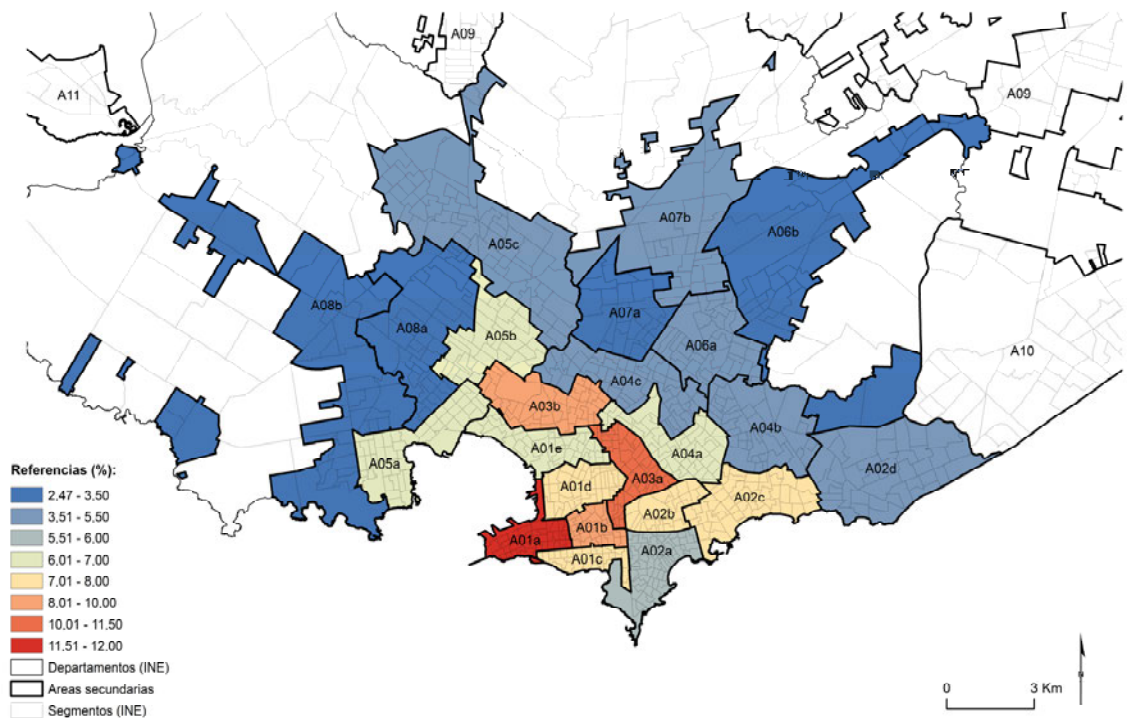 A09
A11
A09
A07b
A06b
A05c
A08b
A07a
A08a
A05b
A06a
A10
A04c
A03b
A04b
A01e
A04a
A05a
A02d
A03a
A01d
A02c
A02b
A01b
A01a
A02a
A01c
Referencias (%):
2.47 - 3.50
3.51 - 5.50
5.51 - 6.00
6.01 - 7.00
7.01 - 8.00
8.01 - 10.00
10.01 - 11.50
11.51 - 12.00
Departamentos (INE)
Areas secundarias
Segmentos (INE)
0 3 Km